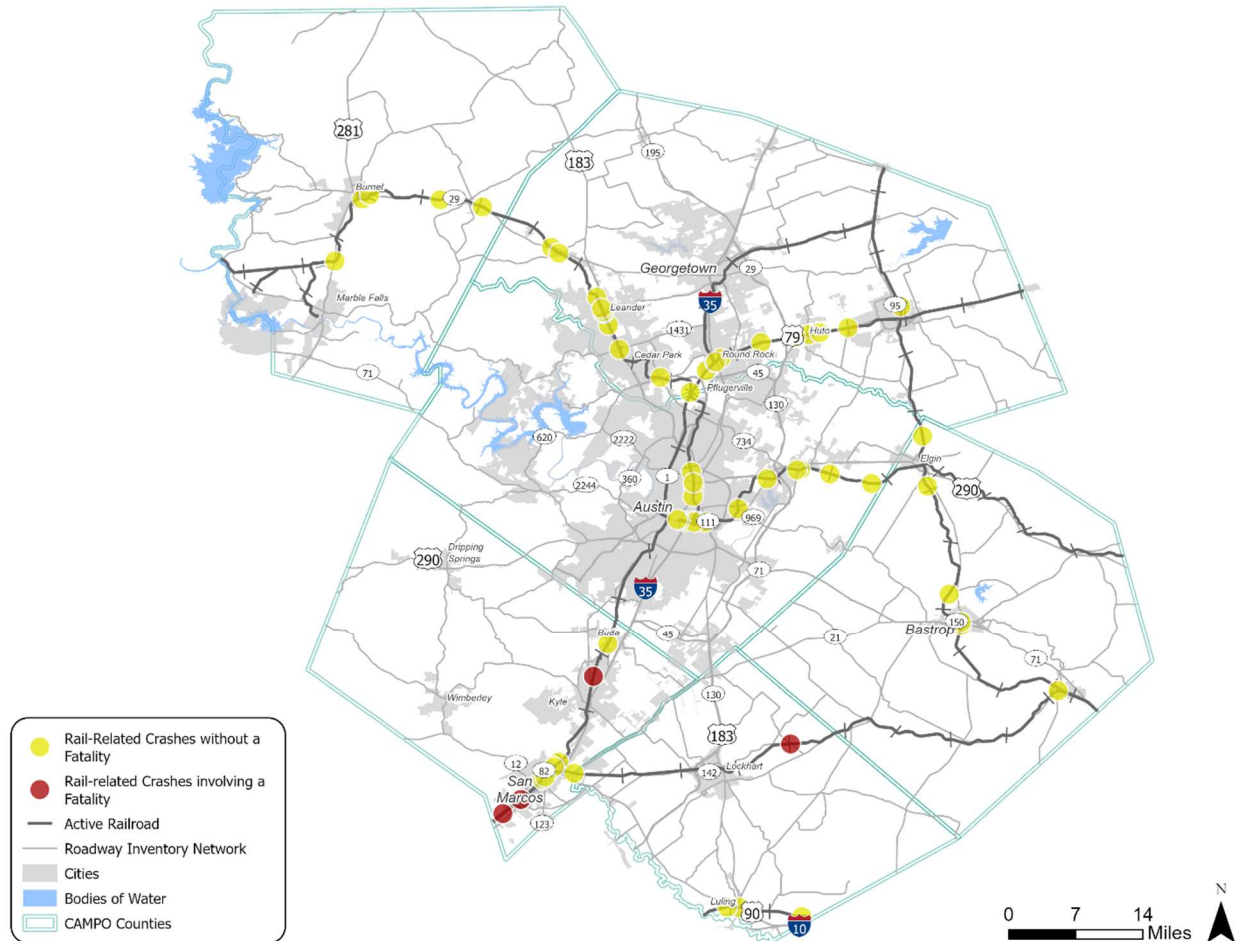 281
183
195
Burnet
29
Georgetown
29
35
Marble Falls
Leander
95
1431
79
Hutto
Cedar Park
Round Rock
45
71
Pflugerville
130
620
2222
734
Elgin
2244
360
1
290
Austin
111
969
290
Dripping
Springs
71
35
150
Bastrop
Buda
45
21
71
Wimberley
Kyle
130
183
12
82
San
Marcos
142
Lockhart
123
Luling
90
10
Rail-Related Crashes without a
Fatality
Rail-related Crashes involving a
Fatality
Active Railroad
Roadway Inventory Network
Cities
Bodies of Water
CAMPO Counties
0 7 14
Miles
N